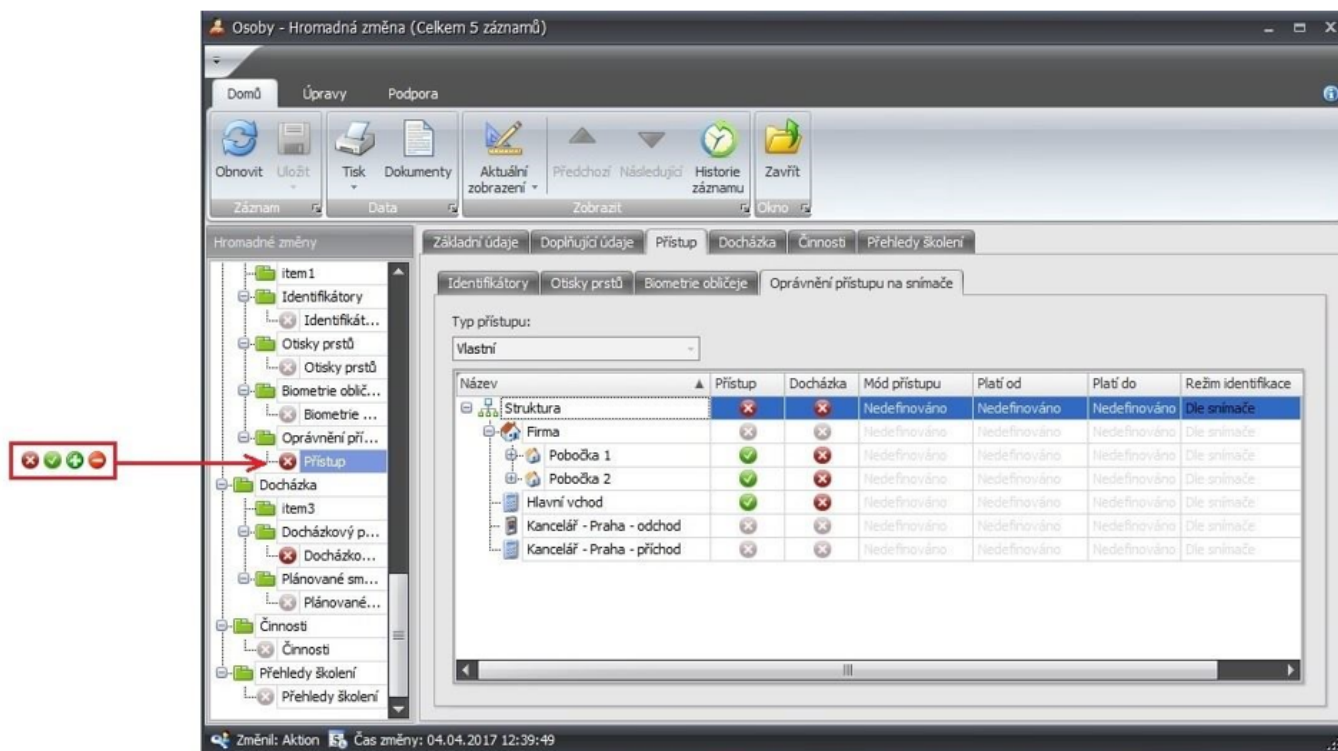 Osoby - Hromadná změna (Celkem 5 záznamů)
Domů Úpravy Podpora
Obnovit Uložit Tisk Dokumenty Aktuální zobrazení Předchozí Následující Historie záznamu Zavřít
Záznam Data Zobrazit Okno
Hromadné změny
item1
Identifikátory
Identifikát...
Otisky prstů
Otisky prstů
Biometrie oblič...
Biometrie ...
Oprávnění pří...
Přístup
Docházka
item3
Docházkový p...
Docházko...
Plánované sm...
Plánované...
Činnosti
Činnosti
Přehledy školení
Přehledy školení
Základní údaje Doplňující údaje Přístup Docházka Činnosti Přehledy školení
Identifikátory Otisky prstů Biometrie obličeje Oprávnění přístupu na snímače
Typ přístupu:
Vlastní
Název Přístup Docházka Mód přístupu Platí od Platí do Režim identifikace
Struktura Nedefinováno Nedefinováno Nedefinováno Dle snímače
Firma Nedefinováno Nedefinováno Nedefinováno Dle snímače
Pobočka 1 Nedefinováno Nedefinováno Nedefinováno Dle snímače
Pobočka 2 Nedefinováno Nedefinováno Nedefinováno Dle snímače
Hlavní vchod Nedefinováno Nedefinováno Nedefinováno Dle snímače
Kancelář - Praha - odchod Nedefinováno Nedefinováno Nedefinováno Dle snímače
Kancelář - Praha - příchod Nedefinováno Nedefinováno Nedefinováno Dle snímače
Změnil: Aktion Čas změny: 04.04.2017 12:39:49